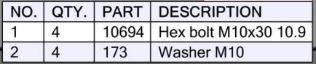 NO. QTY. PART DESCRIPTION
1 4 10694 Hex bolt M10x30 10.9
2 4 173 Washer M10